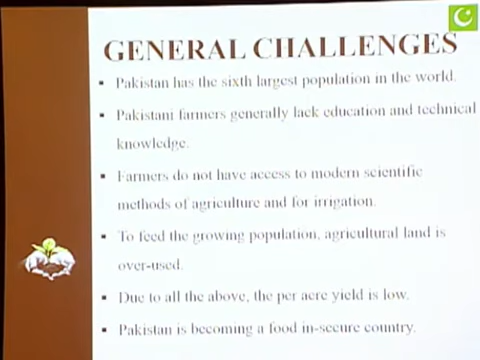 GENERAL CHALLENGES
▪ Pakistan has the sixth largest population in the world.
▪ Pakistani farmers generally lack education and technical
knowledge.
▪ Farmers do not have access to modern scientific
methods of agriculture and for irrigation.
▪ To feed the growing population, agricultural land is
over-used.
▪ Due to all the above, the per acre yield is low.
▪ Pakistan is becoming a food in-secure country.